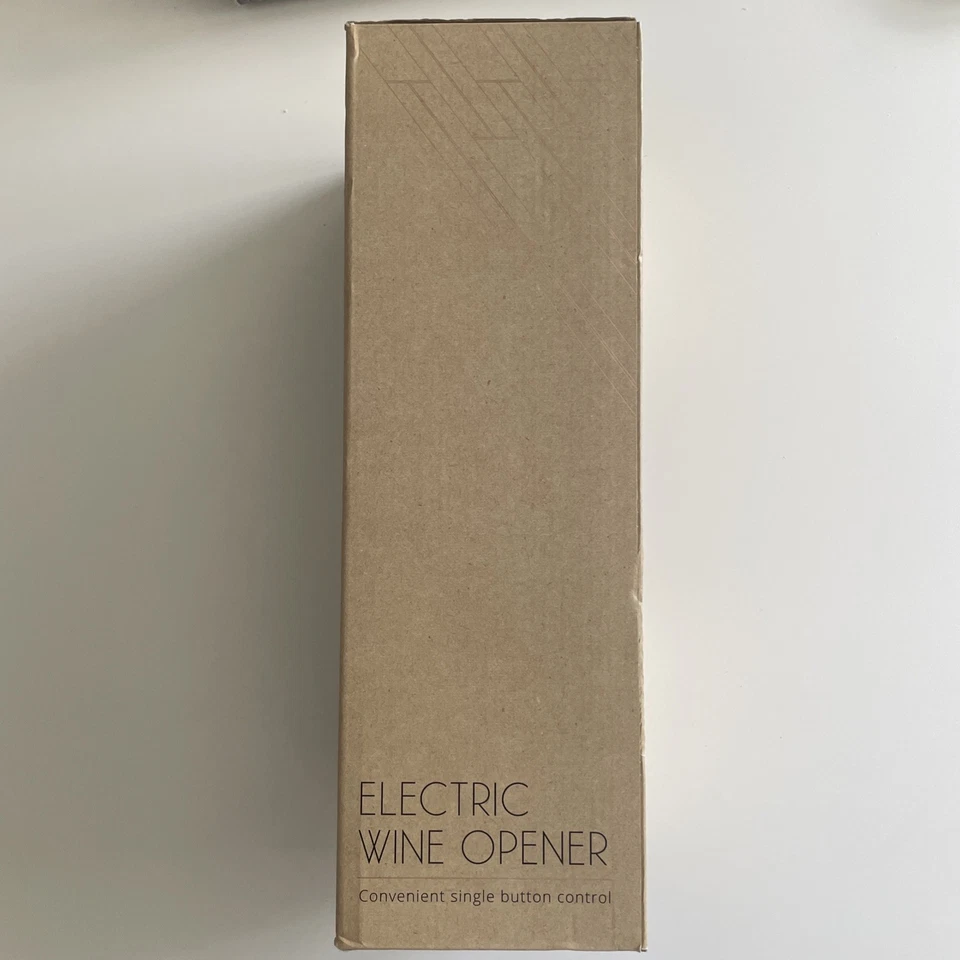 ELECTRIC
WINE OPENER
Convenient single button control